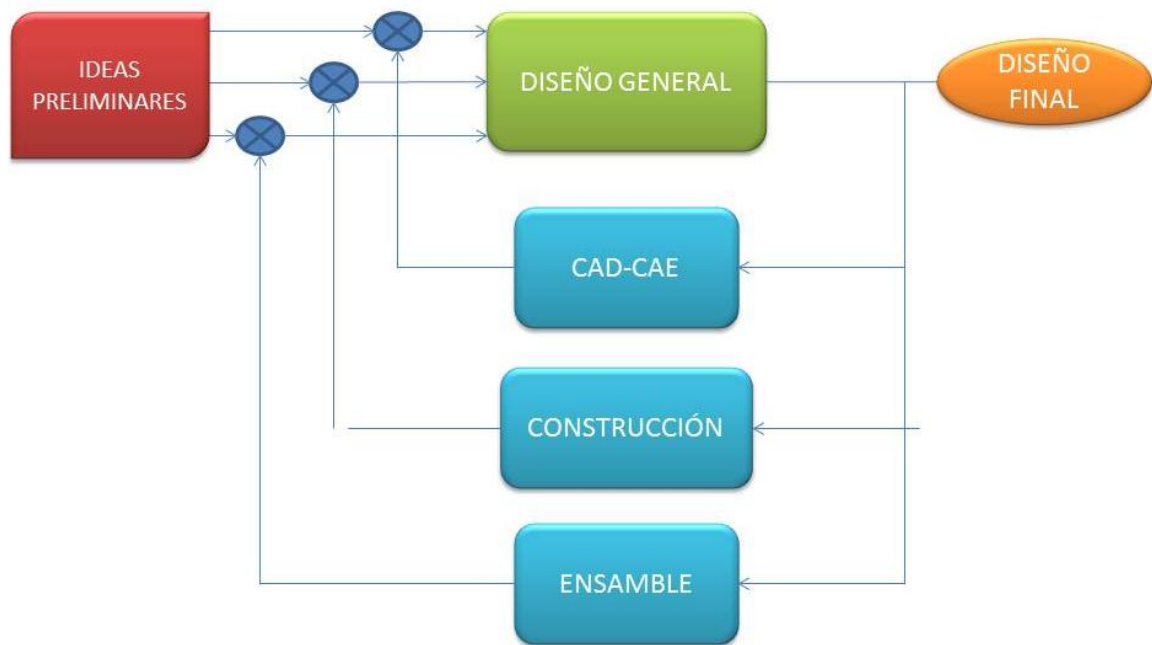 IDEAS
PRELIMINARES
DISEÑO GENERAL
DISEÑO
FINAL
CAD-CAE
CONSTRUCCIÓN
ENSAMBLE